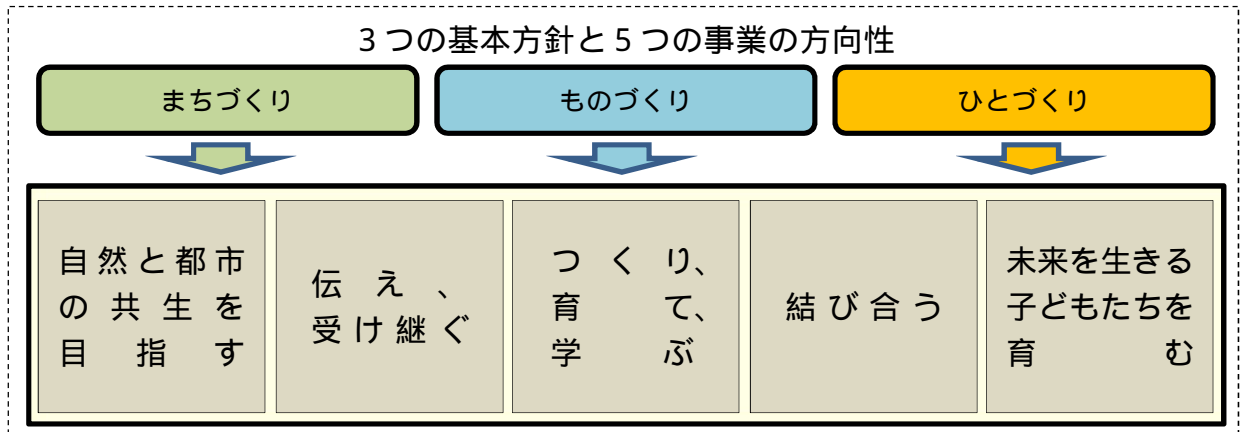 3つの基本方針と5つの事業の方向性
まちづくり
ものづくり
ひとづくり
自然と都市
の共生を
目指す
伝え、
受け継ぐ
つくり、
育て、
学ぶ
結び合う
未来を生きる
子どもたちを
育む